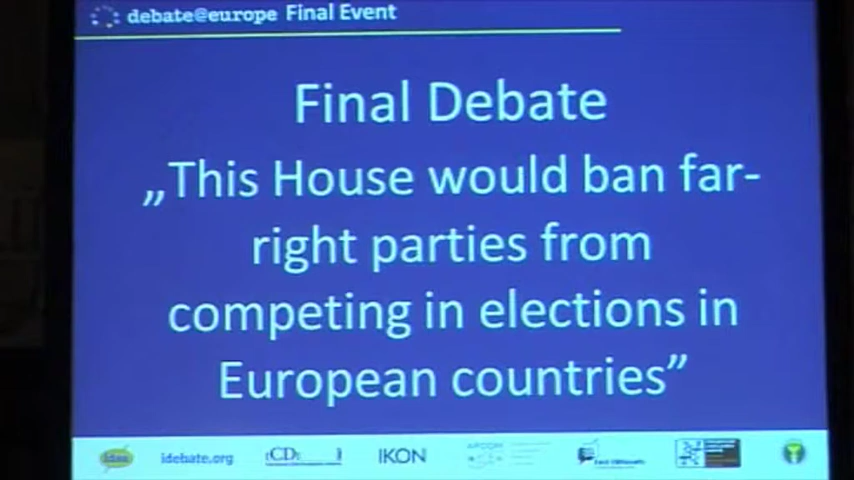 debate@europe Final Event
Final Debate
„This House would ban far-
right parties from
competing in elections in
European countries”
idea idebate.org IKON